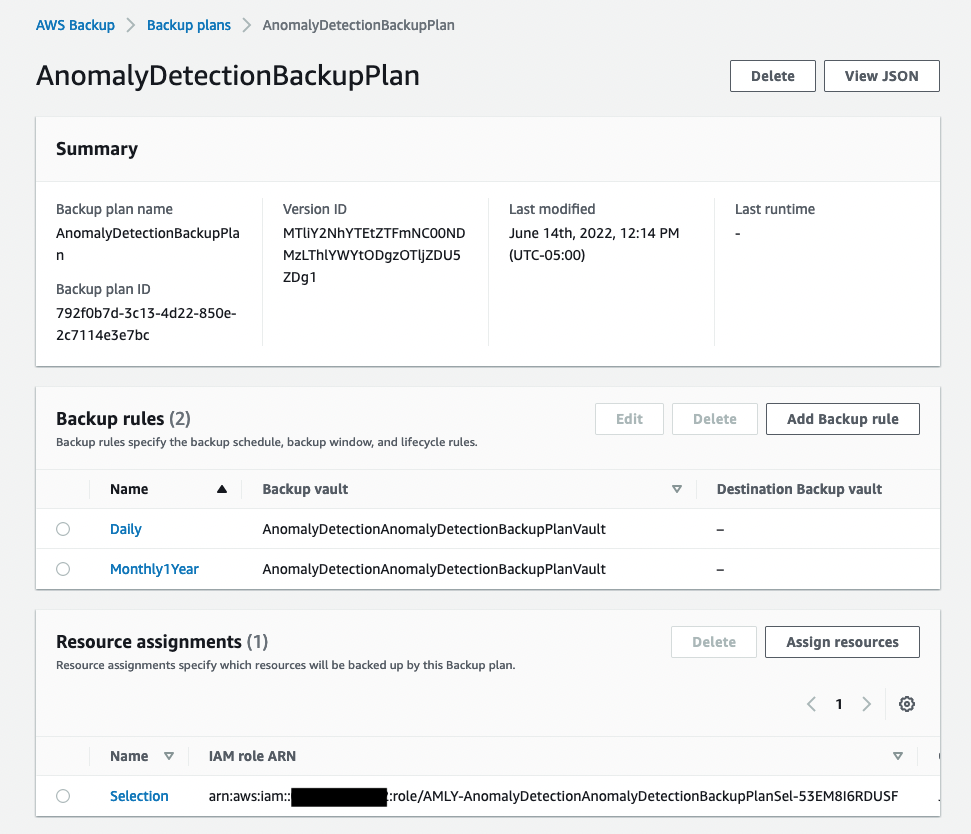 AWS Backup > Backup plans > AnomalyDetectionBackupPlan
AnomalyDetectionBackupPlan
Delete
View JSON
Summary
Backup plan name
AnomalyDetectionBackupPla
n
Backup plan ID
792f0b7d-3c13-4d22-850e-
2c7114e3e7bc
Version ID
MTliY2NhYTEtZTFmNC00ND
MzLThlYWYtODgzOTljZDU5
ZDg1
Last modified
June 14th, 2022, 12:14 PM
(UTC-05:00)
Last runtime
-
Backup rules (2)
Edit
Delete
Add Backup rule
Backup rules specify the backup schedule, backup window, and lifecycle rules.
Name Backup vault Destination Backup vault
Daily AnomalyDetectionAnomalyDetectionBackupPlanVault –
Monthly1Year AnomalyDetectionAnomalyDetectionBackupPlanVault –
Resource assignments (1)
Delete
Assign resources
Resource assignments specify which resources will be backed up by this Backup plan.
1
Name IAM role ARN
Selection arn:aws:iam:: :role/AMLY-AnomalyDetectionAnomalyDetectionBackupPlanSel-53EM8I6RDUSF